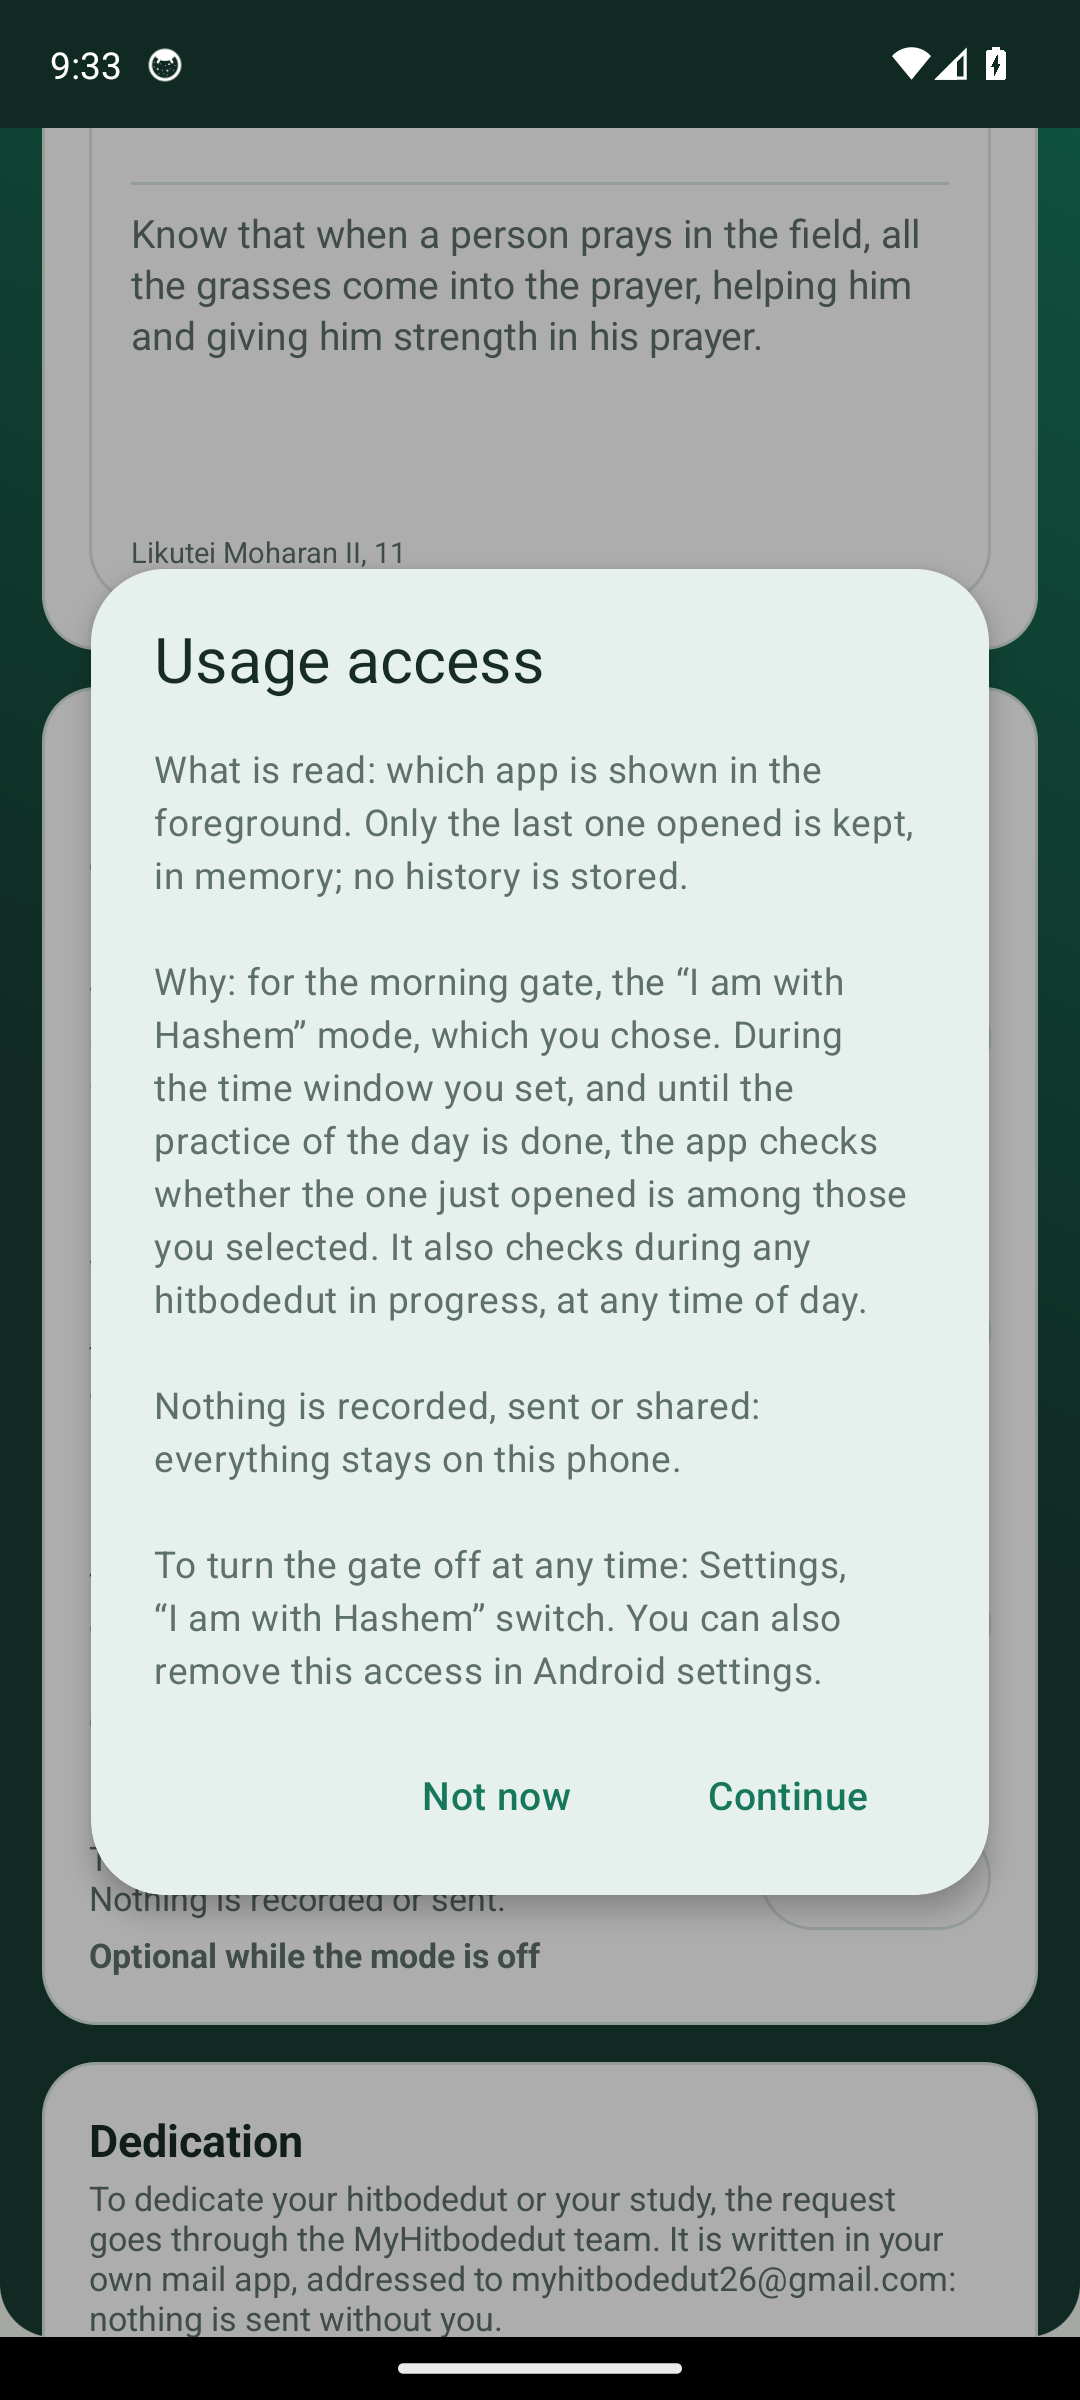 9:33
Know that when a person prays in the field, all
the grasses come into the prayer, helping him
and giving him strength in his prayer.
Likutei Moharan II, 11
Usage access
What is read: which app is shown in the
foreground. Only the last one opened is kept,
in memory; no history is stored.
Why: for the morning gate, the “I am with
Hashem” mode, which you chose. During
the time window you set, and until the
practice of the day is done, the app checks
whether the one just opened is among those
you selected. It also checks during any
hitbodedut in progress, at any time of day.
Nothing is recorded, sent or shared:
everything stays on this phone.
To turn the gate off at any time: Settings,
“I am with Hashem” switch. You can also
remove this access in Android settings.
Not now Continue
Nothing is recorded or sent.
Optional while the mode is off
Dedication
To dedicate your hitbodedut or your study, the request
goes through the MyHitbodedut team. It is written in your
own mail app, addressed to myhitbodedut26@gmail.com:
nothing is sent without you.